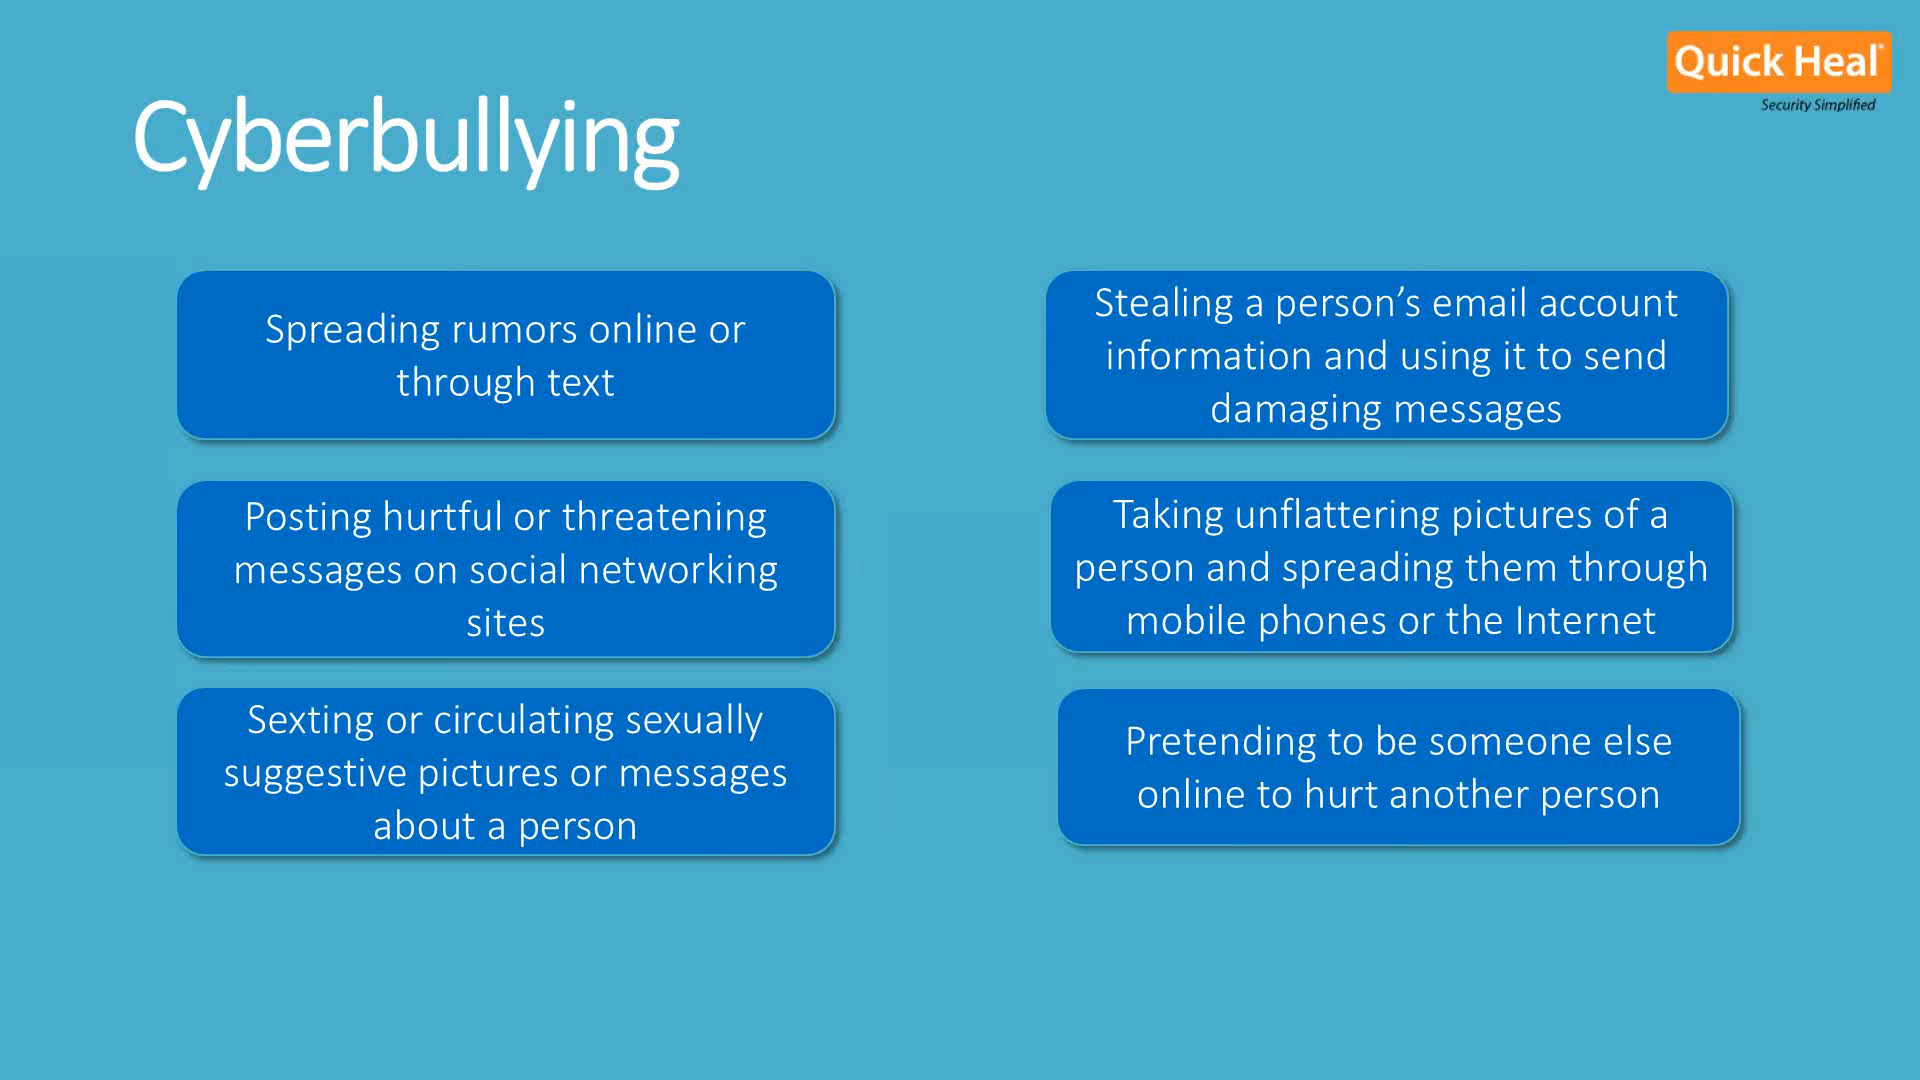 Quick Heal
Security Simplified
Cyberbullying
Spreading rumors online or
through text
Posting hurtful or threatening
messages on social networking
sites
Sexting or circulating sexually
suggestive pictures or messages
about a person
Stealing a person’s email account
information and using it to send
damaging messages
Taking unflattering pictures of a
person and spreading them through
mobile phones or the Internet
Pretending to be someone else
online to hurt another person